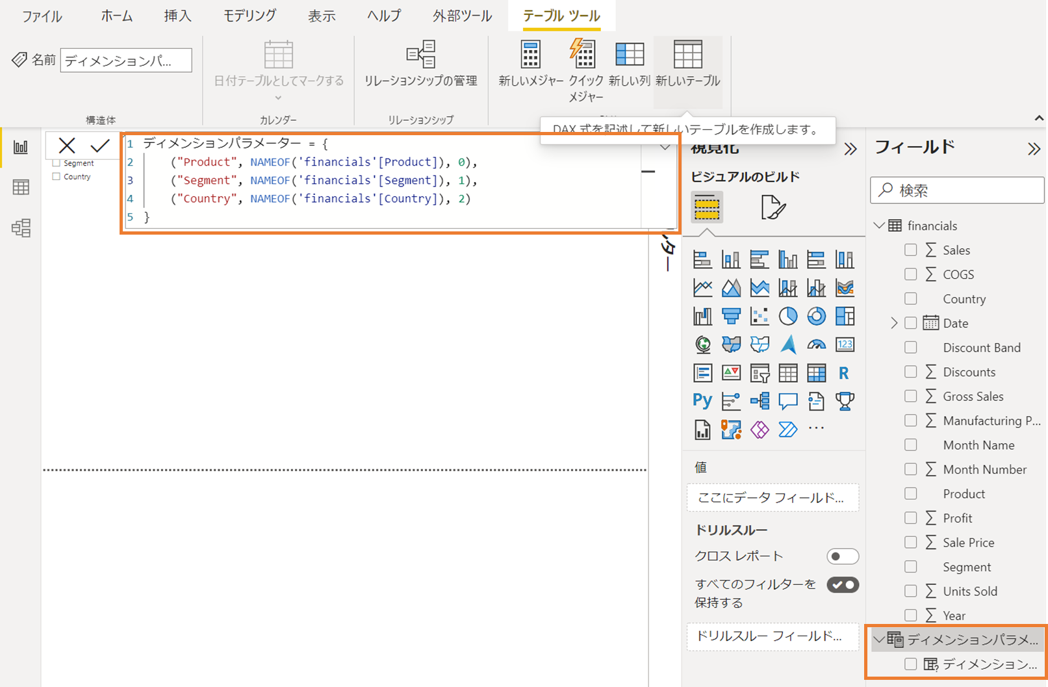 ファイル ホーム 挿入 モデリング 表示 ヘルプ 外部ツール テーブル ツール
名前 ディメンションパ...
日付テーブルとしてマークする
リレーションシップの管理
新しいメジャー クイック メジャー 新しい列 新しいテーブル
構造体 カレンダー リレーションシップ
DAX 式を記述して新しいテーブルを作成します。
Segment
Country
1 ディメンションパラメーター = {
2 ("Product", NAMEOF('financials'[Product]), 0),
3 ("Segment", NAMEOF('financials'[Segment]), 1),
4 ("Country", NAMEOF('financials'[Country]), 2)
5 }
視覚化
ビジュアルのビルド
R
Py
123
...
値
ここにデータ フィールド...
ドリルスルー
クロス レポート
すべてのフィルターを
保持する
ドリルスルー フィールド...
フィールド
検索
financials
Sales
COGS
Country
Date
Discount Band
Discounts
Gross Sales
Manufacturing P...
Month Name
Month Number
Product
Profit
Sale Price
Segment
Units Sold
Year
ディメンションパラメ...
ディメンション...